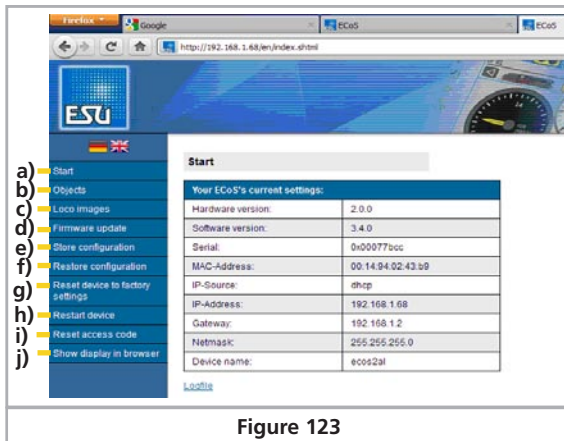 Firefox
Google
ECoS
ECoS
http://192.168.1.68/en/index.shtml
ESU
a) Start
b) Objects
c) Loco images
d) Firmware update
e) Store configuration
f) Restore configuration
g) Reset device to factory
settings
h) Restart device
i) Reset access code
j) Show display in browser
Start
Your ECoS's current settings:
Hardware version: 2.0.0
Software version: 3.4.0
Serial: 0x00077bcc
MAC-Address: 00:14:94:02:43:b9
IP-Source: dhcp
IP-Address: 192.168.1.68
Gateway: 192.168.1.2
Netmask: 255.255.255.0
Device name: ecos2al
Logfile
Figure 123